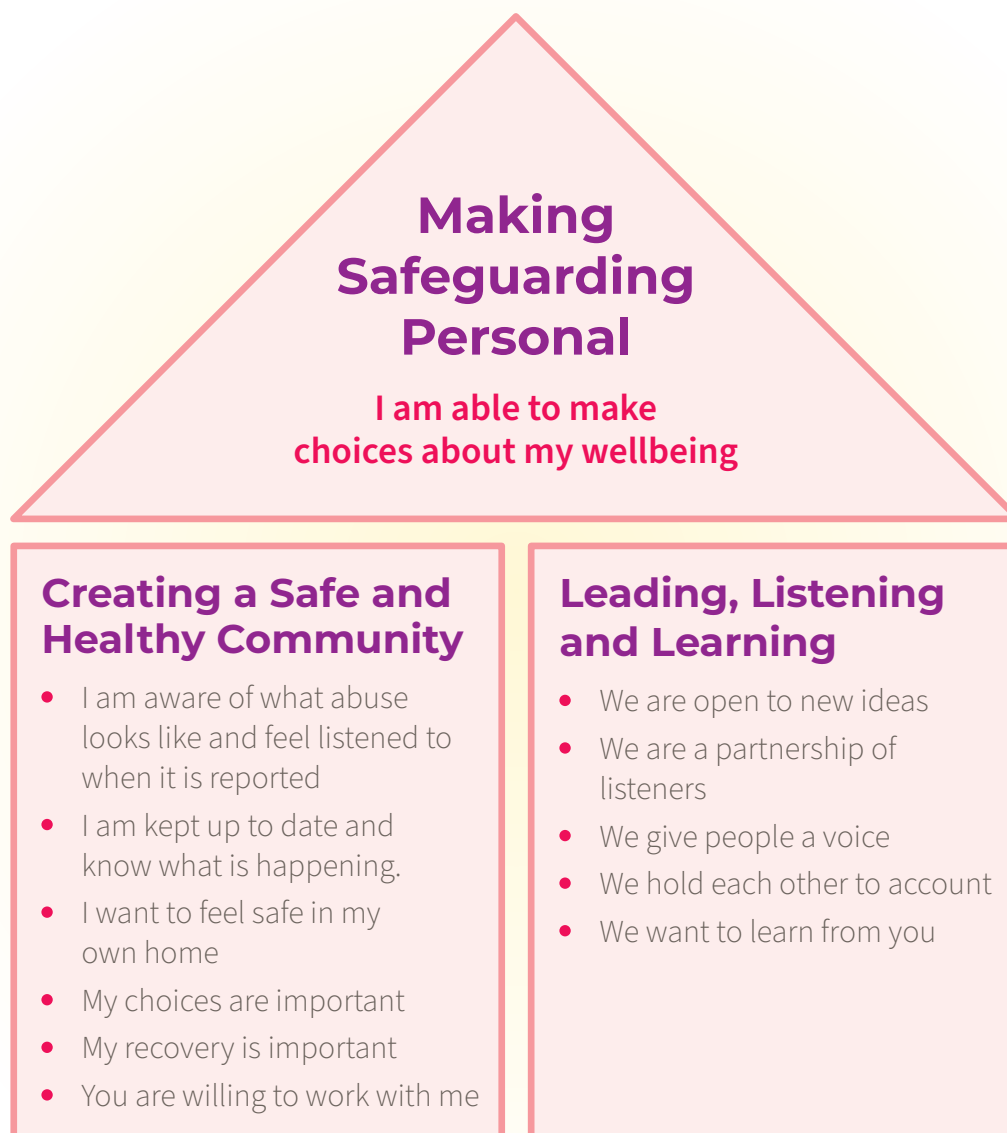 Making
Safeguarding
Personal
I am able to make
choices about my wellbeing
Creating a Safe and
Healthy Community
• I am aware of what abuse
looks like and feel listened to
when it is reported
• I am kept up to date and
know what is happening.
• I want to feel safe in my
own home
• My choices are important
• My recovery is important
• You are willing to work with me
Leading, Listening
and Learning
• We are open to new ideas
• We are a partnership of
listeners
• We give people a voice
• We hold each other to account
• We want to learn from you